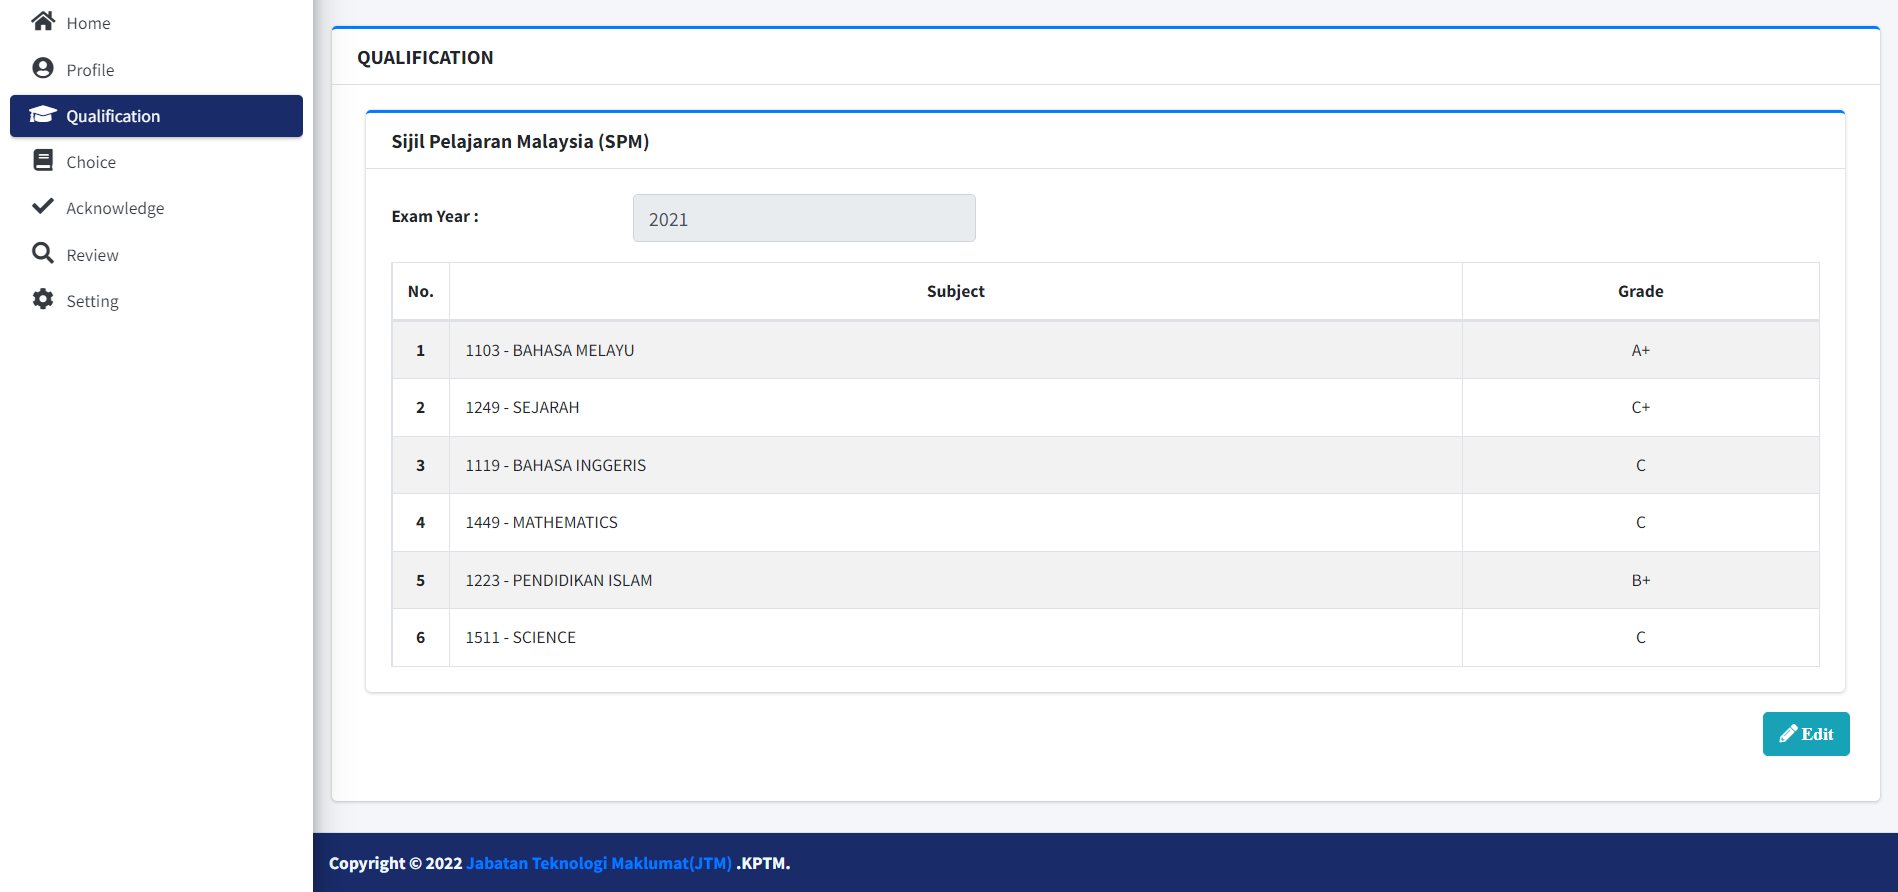 Home
Profile
Qualification
Choice
Acknowledge
Review
Setting
QUALIFICATION
Sijil Pelajaran Malaysia (SPM)
Exam Year :
2021
No. Subject Grade
1 1103 - BAHASA MELAYU A+
2 1249 - SEJARAH C+
3 1119 - BAHASA INGGERIS C
4 1449 - MATHEMATICS C
5 1223 - PENDIDIKAN ISLAM B+
6 1511 - SCIENCE C
Edit
Copyright © 2022 Jabatan Teknologi Maklumat(JTM) .KPTM.